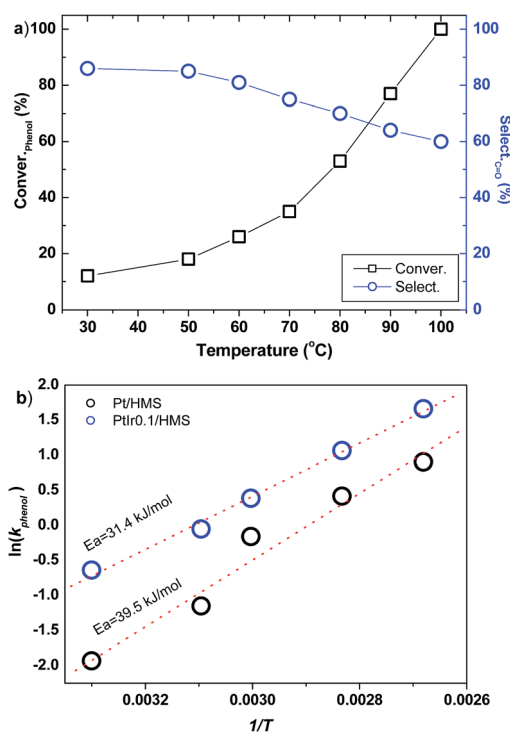 a)
100
80
60
40
20
0
Conver.Phenol (%)
100
80
60
40
20
0
Select.C=O (%)
Conver.
Select.
30 40 50 60 70 80 90 100
Temperature (oC)
b)
2.0
1.5
1.0
0.5
0.0
-0.5
-1.0
-1.5
-2.0
ln(kphenol)
Pt/HMS
PtIr0.1/HMS
Ea=31.4 kJ/mol
Ea=39.5 kJ/mol
0.0032 0.0030 0.0028 0.0026
1/T